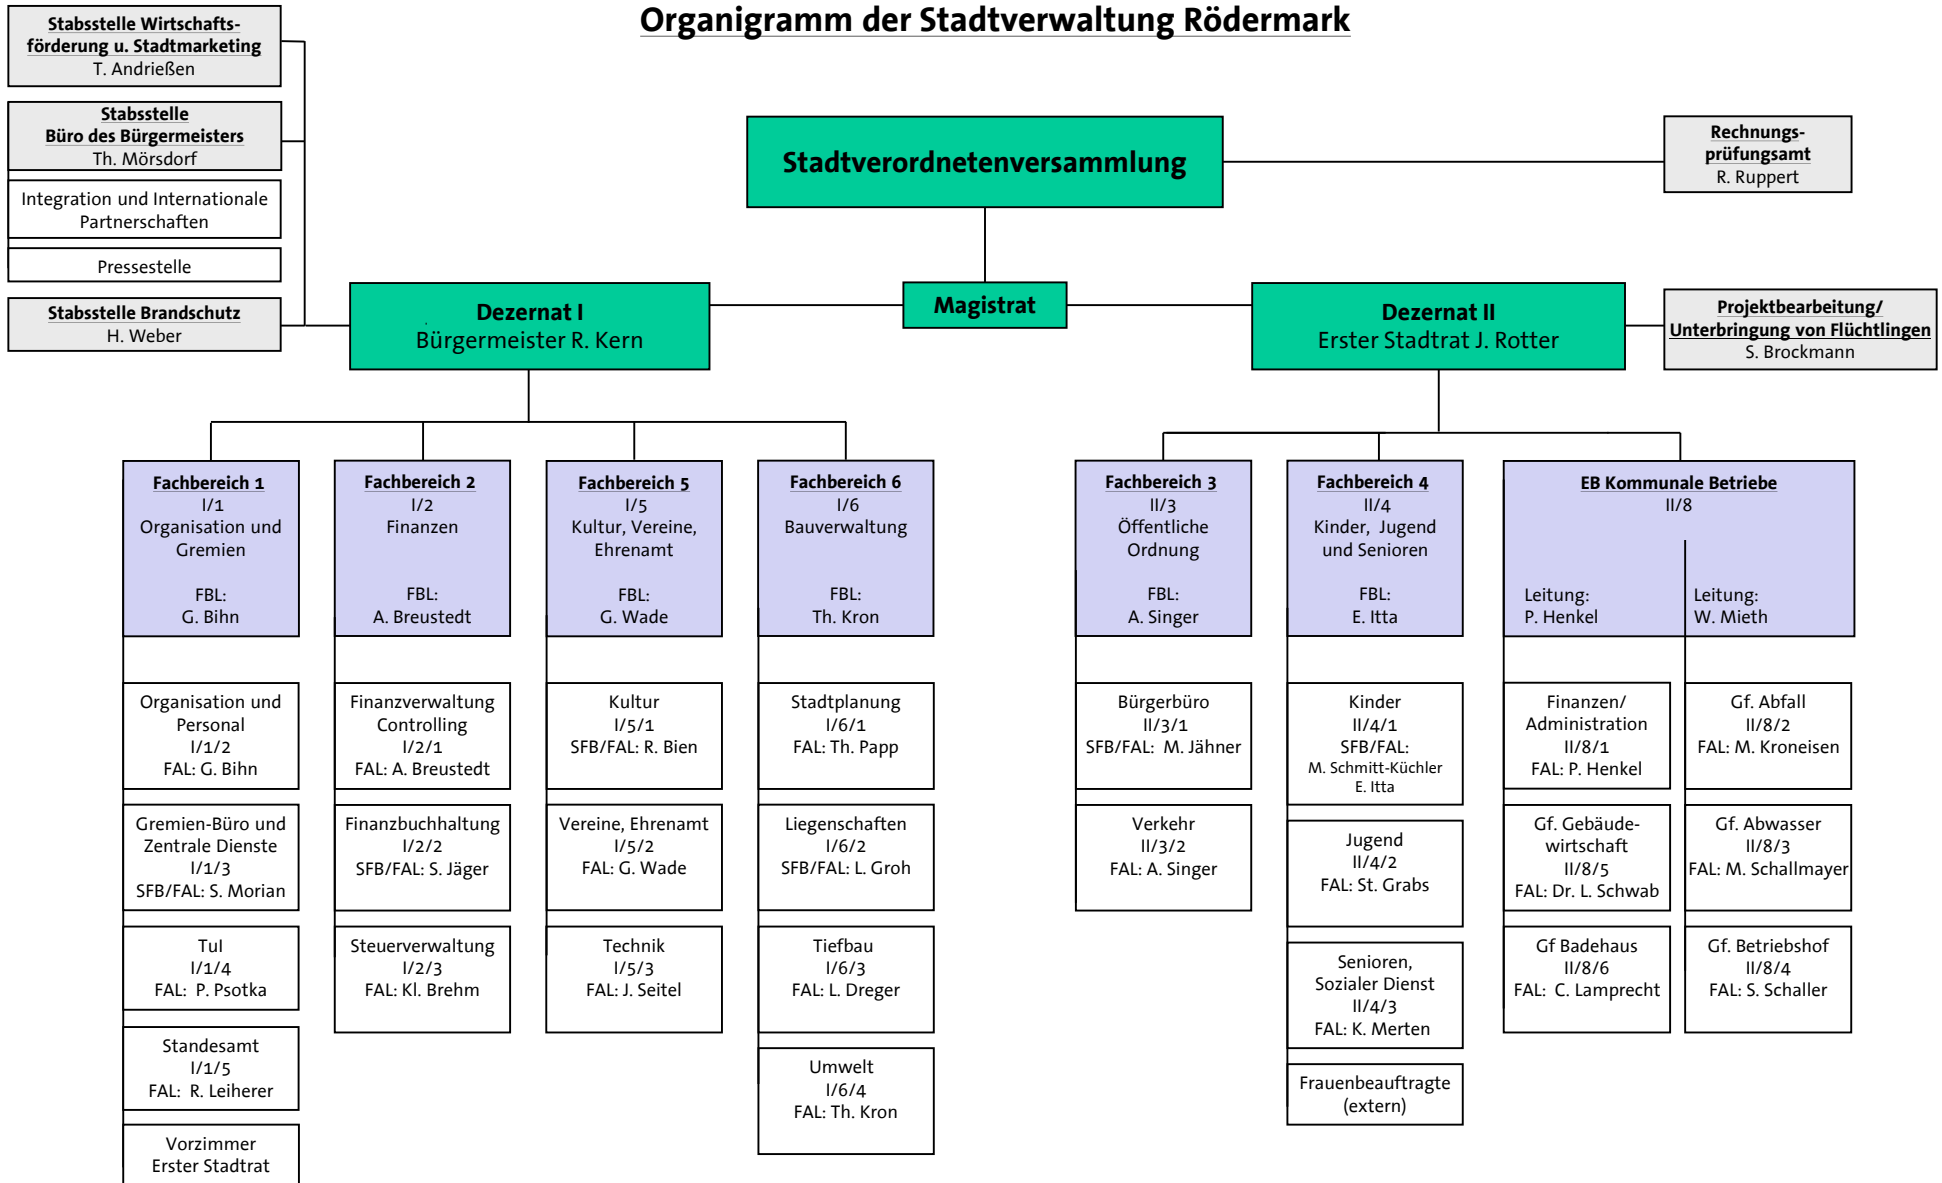 Organigramm der Stadtverwaltung Rödermark
Stabsstelle Wirtschafts-
förderung u. Stadtmarketing
T. Andrießen
Stabsstelle
Büro des Bürgermeisters
Th. Mörsdorf
Integration und Internationale
Partnerschaften
Pressestelle
Stabsstelle Brandschutz
H. Weber
Stadtverordnetenversammlung
Rechnungs-
prüfungsamt
R. Ruppert
Magistrat
Dezernat I
Bürgermeister R. Kern
Dezernat II
Erster Stadtrat J. Rotter
Projektbearbeitung/
Unterbringung von Flüchtlingen
S. Brockmann
Fachbereich 1
I/1
Organisation und
Gremien
FBL:
G. Bihn
Organisation und
Personal
I/1/2
FAL: G. Bihn
Gremien-Büro und
Zentrale Dienste
I/1/3
SFB/FAL: S. Morian
TuI
I/1/4
FAL: P. Psotka
Standesamt
I/1/5
FAL: R. Leiherer
Vorzimmer
Erster Stadtrat
Fachbereich 2
I/2
Finanzen
FBL:
A. Breustedt
Finanzverwaltung
Controlling
I/2/1
FAL: A. Breustedt
Finanzbuchhaltung
I/2/2
SFB/FAL: S. Jäger
Steuerverwaltung
I/2/3
FAL: Kl. Brehm
Fachbereich 5
I/5
Kultur, Vereine,
Ehrenamt
FBL:
G. Wade
Kultur
I/5/1
SFB/FAL: R. Bien
Vereine, Ehrenamt
I/5/2
FAL: G. Wade
Technik
I/5/3
FAL: J. Seitel
Fachbereich 6
I/6
Bauverwaltung
FBL:
Th. Kron
Stadtplanung
I/6/1
FAL: Th. Papp
Liegenschaften
I/6/2
SFB/FAL: L. Groh
Tiefbau
I/6/3
FAL: L. Dreger
Umwelt
I/6/4
FAL: Th. Kron
Fachbereich 3
II/3
Öffentliche
Ordnung
FBL:
A. Singer
Bürgerbüro
II/3/1
SFB/FAL: M. Jähner
Verkehr
II/3/2
FAL: A. Singer
Fachbereich 4
II/4
Kinder, Jugend
und Senioren
FBL:
E. Itta
Kinder
II/4/1
SFB/FAL:
M. Schmitt-Küchler
E. Itta
Jugend
II/4/2
FAL: St. Grabs
Senioren,
Sozialer Dienst
II/4/3
FAL: K. Merten
Frauenbeauftragte
(extern)
EB Kommunale Betriebe
II/8
Leitung:
P. Henkel
Leitung:
W. Mieth
Finanzen/
Administration
II/8/1
FAL: P. Henkel
Gf. Gebäude-
wirtschaft
II/8/5
FAL: Dr. L. Schwab
Gf Badehaus
II/8/6
FAL: C. Lamprecht
Gf. Abfall
II/8/2
FAL: M. Kroneisen
Gf. Abwasser
II/8/3
FAL: M. Schallmayer
Gf. Betriebshof
II/8/4
FAL: S. Schaller